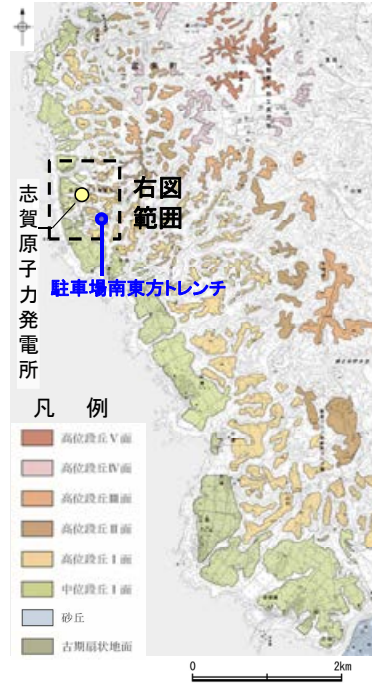 志賀原子力発電所
右図
範囲
駐車場南東方トレンチ
凡 例
高位段丘Ⅴ面
高位段丘Ⅳ面
高位段丘Ⅲ面
高位段丘Ⅱ面
高位段丘Ⅰ面
中位段丘Ⅰ面
砂丘
古期扇状地面
0 2km